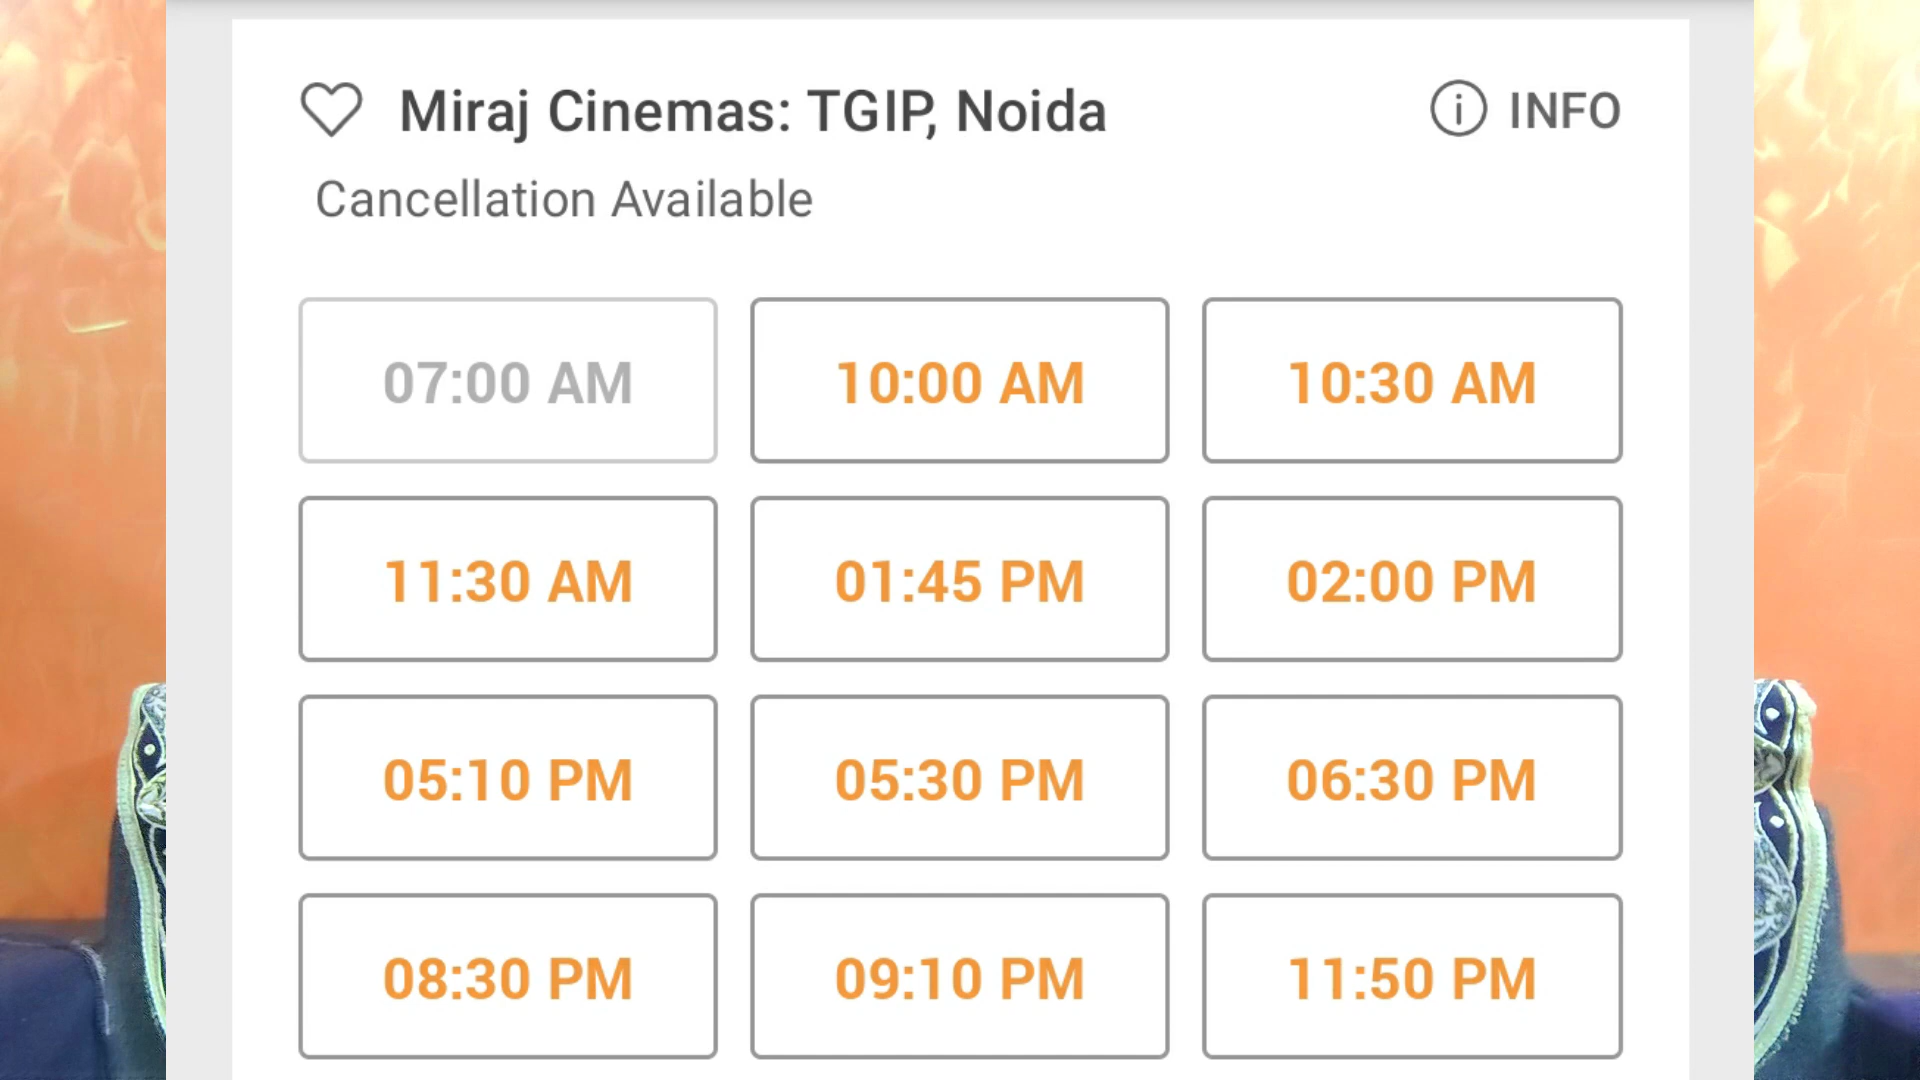 Miraj Cinemas: TGIP, Noida
INFO
Cancellation Available
07:00 AM 10:00 AM 10:30 AM
11:30 AM 01:45 PM 02:00 PM
05:10 PM 05:30 PM 06:30 PM
08:30 PM 09:10 PM 11:50 PM